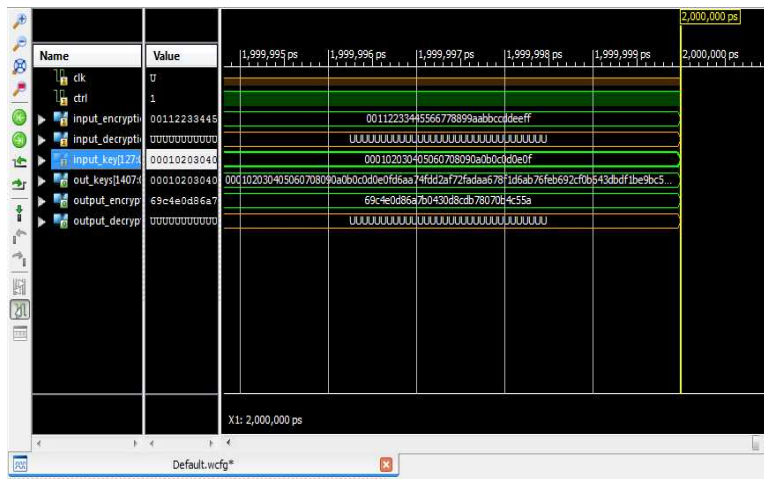 2,000,000 ps
Name Value 1,999,995 ps 1,999,996 ps 1,999,997 ps 1,999,998 ps 1,999,999 ps 2,000,000 ps
clk U
ctrl 1
input_encrypti 00112233445 00112233445566778899aabbccddeeff
input_decrypti UUUUUUUUUUU UUUUUUUUUUUUUUUUUUUUUUUUUUUUUUUU
input_key[127:0 00010203040 000102030405060708090a0b0c0d0e0f
out_keys[1407:0 00010203040 000102030405060708090a0b0c0d0e0fd6aa74fdd2af72fadaa678f1d6ab76feb692cf0b643dbdf1be9bc5...
output_encryp 69c4e0d86a7 69c4e0d86a7b0430d8cdb78070b4c55a
output_decryp UUUUUUUUUUU UUUUUUUUUUUUUUUUUUUUUUUUUUUUUUUU
X1: 2,000,000 ps
Default.wcfg*